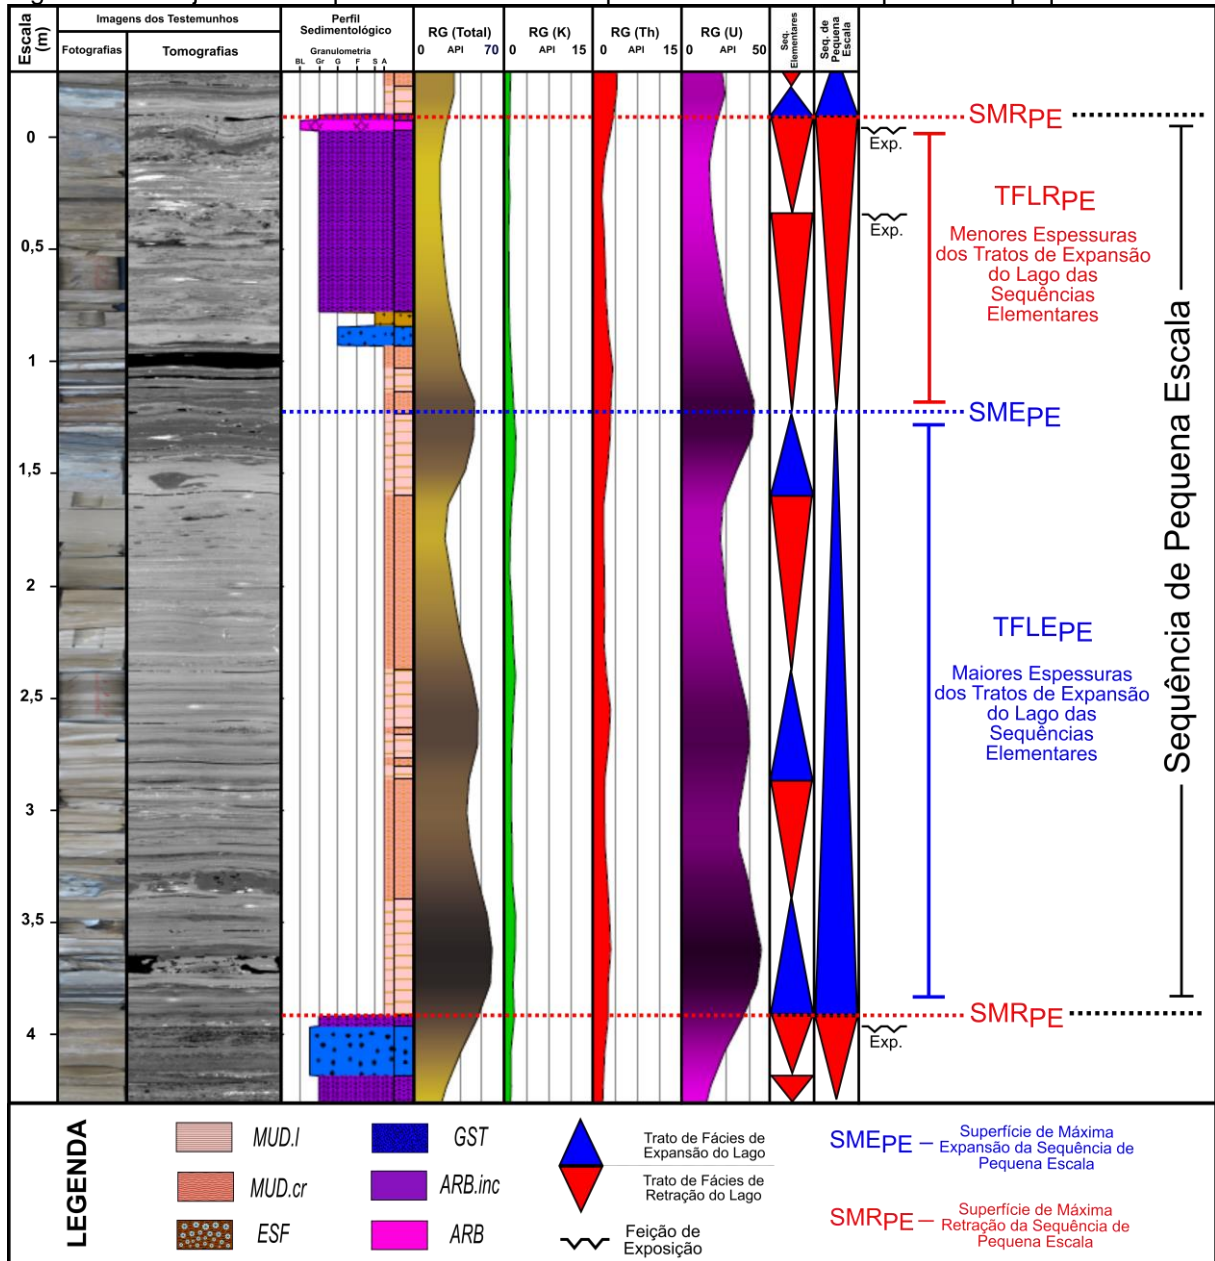 Escala
(m)
Imagens dos Testemunhos
Fotografias
Tomografias
Perfil
Sedimentológico
Granulometria
BL Gr G F S A
RG (Total)
0 API 70
RG (K)
0 API 15
RG (Th)
0 API 15
RG (U)
0 API 50
Seq.
Elementares
Seq. de
Pequena
Escala
0
0,5
1
1,5
2
2,5
3
3,5
4
SMRPE
Exp.
Exp.
TFLRPE
Menores Espessuras
dos Tratos de Expansão
do Lago das
Sequências
Elementares
SMEPE
TFLEPE
Maiores Espessuras
dos Tratos de Expansão
do Lago das
Sequências
Elementares
SMRPE
Exp.
Sequência de Pequena Escala
LEGENDA
MUD.l
MUD.cr
ESF
GST
ARB.inc
ARB
Trato de Fácies de
Expansão do Lago
Trato de Fácies de
Retração do Lago
Feição de
Exposição
SMEPE – Superfície de Máxima
Expansão da Sequência de
Pequena Escala
SMRPE – Superfície de Máxima
Retração da Sequência de
Pequena Escala